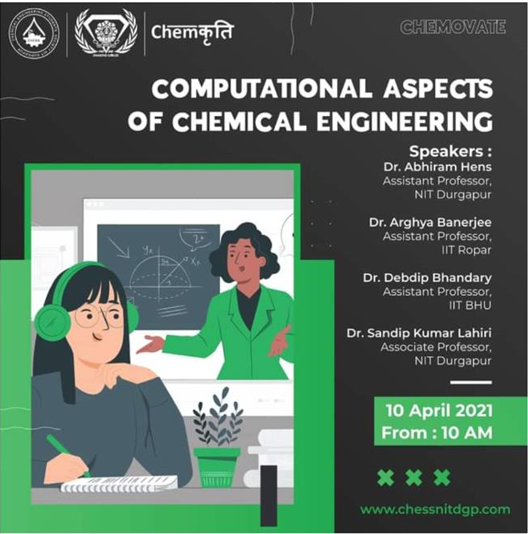 Chemकृति
CHEMOVATE
COMPUTATIONAL ASPECTS
OF CHEMICAL ENGINEERING
Speakers :
Dr. Abhiram Hens
Assistant Professor,
NIT Durgapur
Dr. Arghya Banerjee
Assistant Professor,
IIT Ropar
Dr. Debdip Bhandary
Assistant Professor,
IIT BHU
Dr. Sandip Kumar Lahiri
Associate Professor,
NIT Durgapur
10 April 2021
From : 10 AM
www.chessnitdgp.com